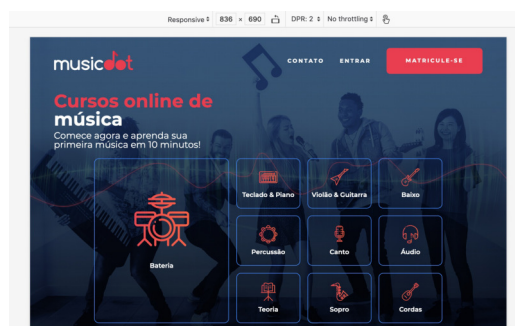 Responsive 836 × 690 DPR: 2 No throttling
musicdot CONTATO ENTRAR MATRICULE-SE
Cursos online de
música
Comece agora e aprenda sua
primeira música em 10 minutos!
Teclado & Piano Violão & Guitarra Baixo
Percussão Canto Áudio
Bateria
Teoria Sopro Cordas